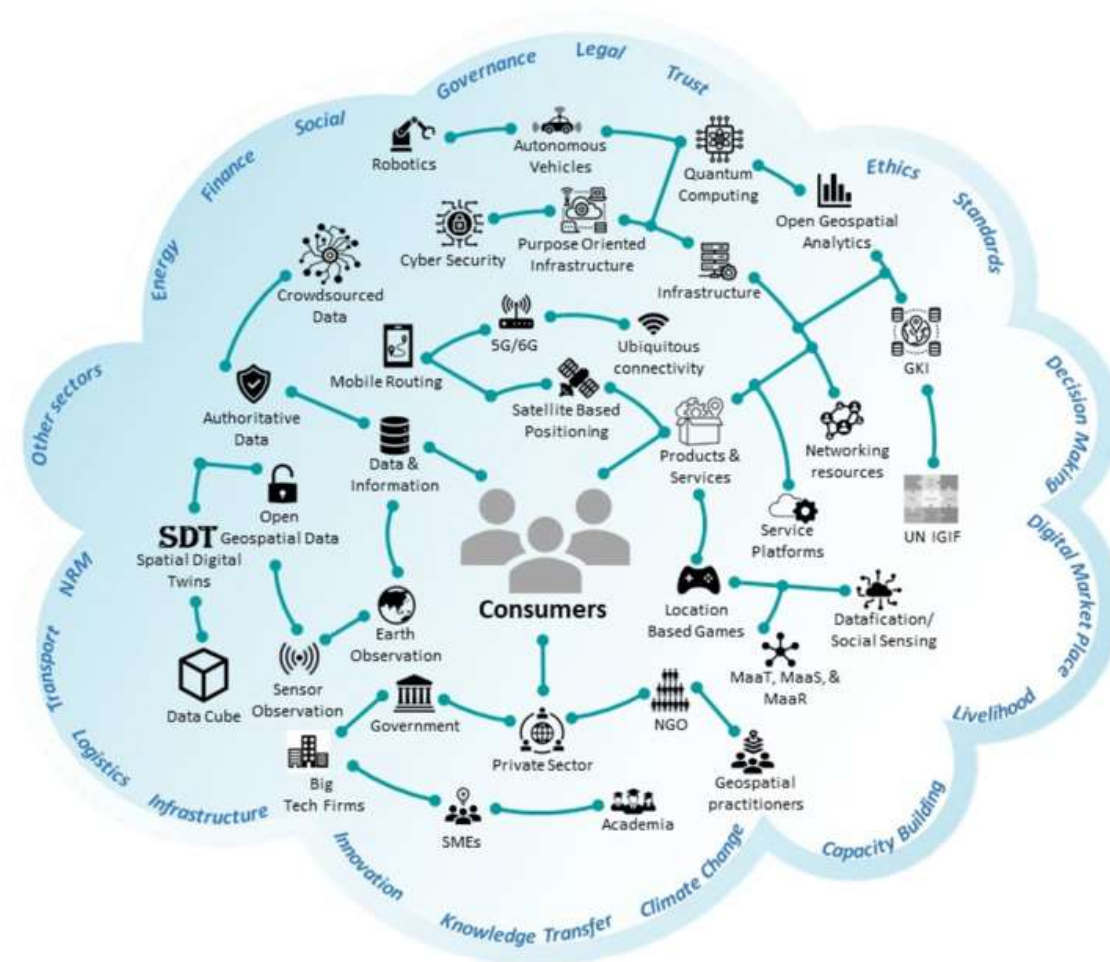 Governance
Legal
Trust
Social
Finance
Energy
Other sectors
Ethics
Standards
Robotics
Autonomous
Vehicles
Quantum
Computing
Open Geospatial
Analytics
Cyber Security
Purpose Oriented
Infrastructure
Infrastructure
Crowdsourced
Data
5G/6G
Ubiquitous
connectivity
GKI
Mobile Routing
Satellite Based
Positioning
Authoritative
Data
Data &
Information
Products &
Services
Networking
resources
Decision Making
Open
Geospatial Data
SDT
Spatial Digital
Twins
Service
Platforms
UN IGIF
Digital Market Place
Consumers
Earth
Observation
Location
Based Games
Datafication/
Social Sensing
NRM
Transport
Logistics
Infrastructure
Data Cube
Sensor
Observation
Government
Private Sector
NGO
MaaT, MaaS, &
MaaR
Livelihood
Big
Tech Firms
SMEs
Academia
Geospatial
practitioners
Capacity Building
Innovation
Knowledge Transfer
Climate Change